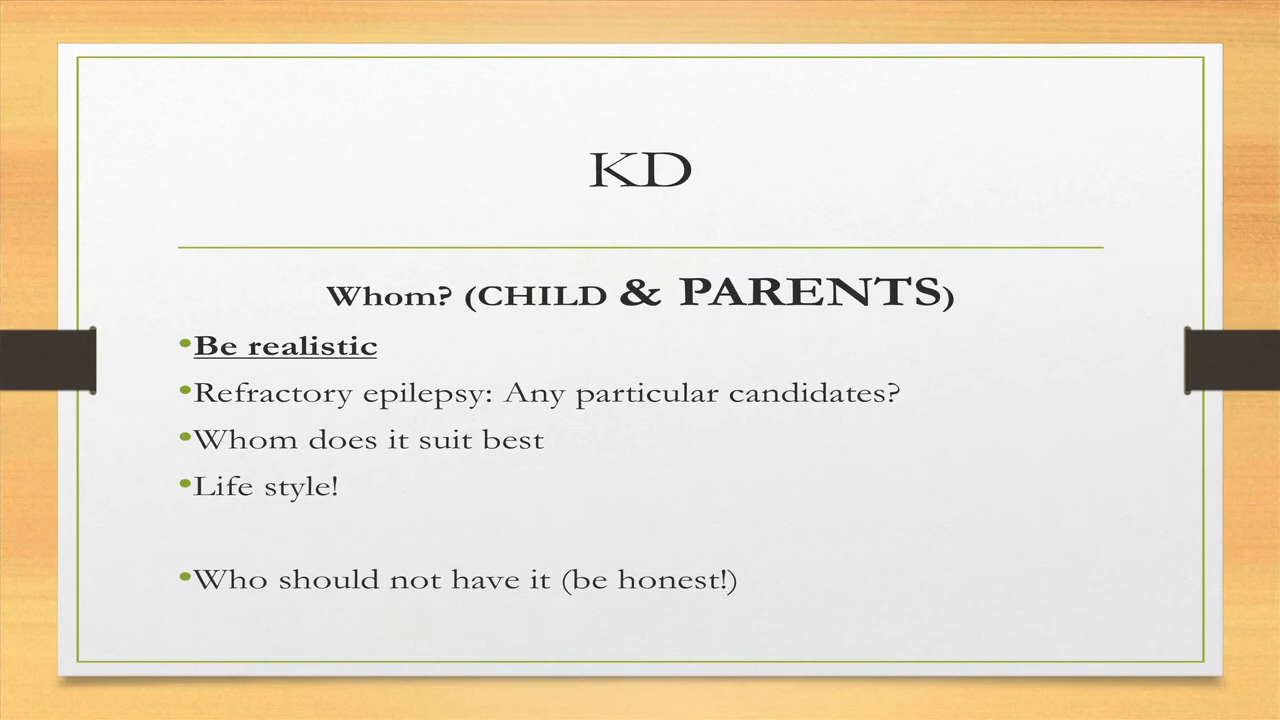 KD
Whom? (CHILD & PARENTS)
•Be realistic
•Refractory epilepsy: Any particular candidates?
•Whom does it suit best
•Life style!
•Who should not have it (be honest!)